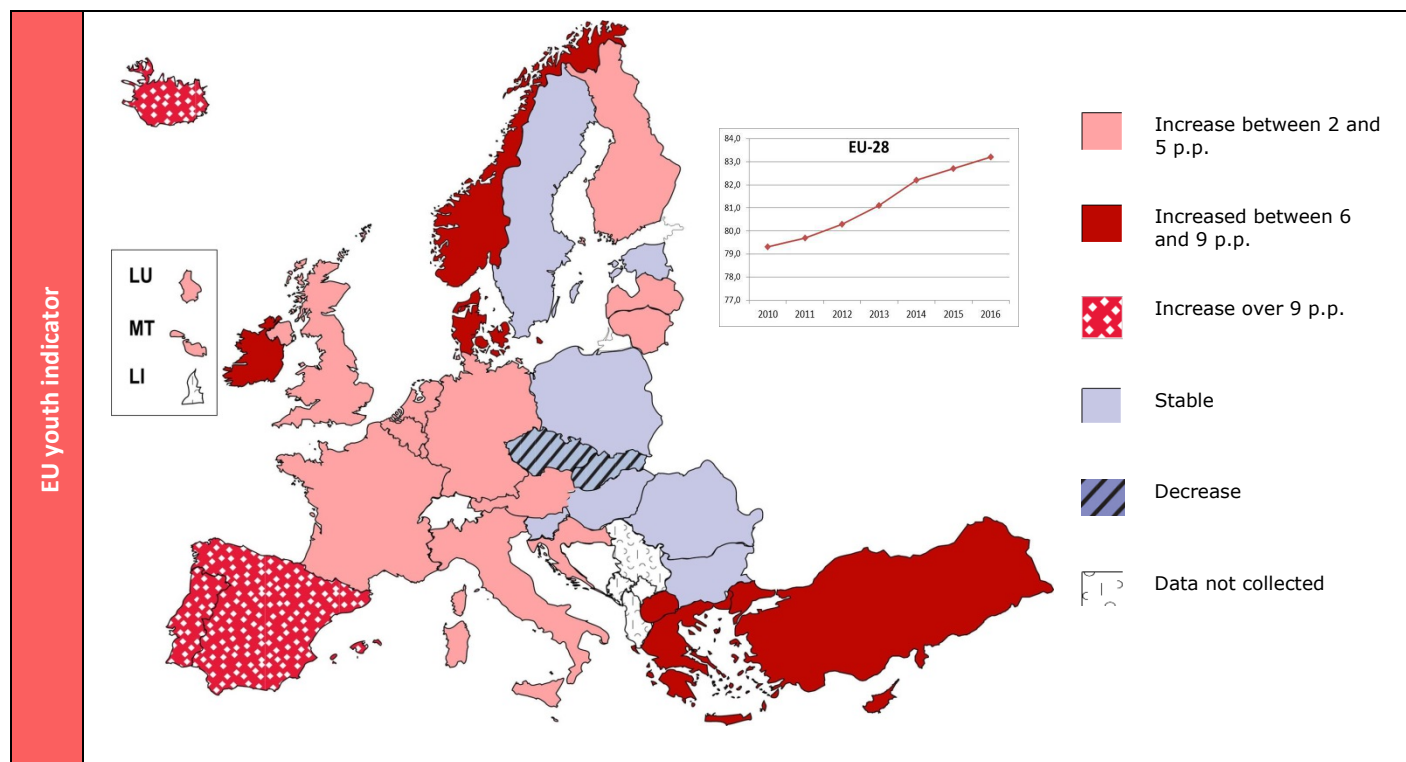 EU youth indicator
LU
MT
LI
EU-28
84,0
83,0
82,0
81,0
80,0
79,0
78,0
77,0
2010 2011 2012 2013 2014 2015 2016
Increase between 2 and
5 p.p.
Increased between 6
and 9 p.p.
Increase over 9 p.p.
Stable
Decrease
Data not collected